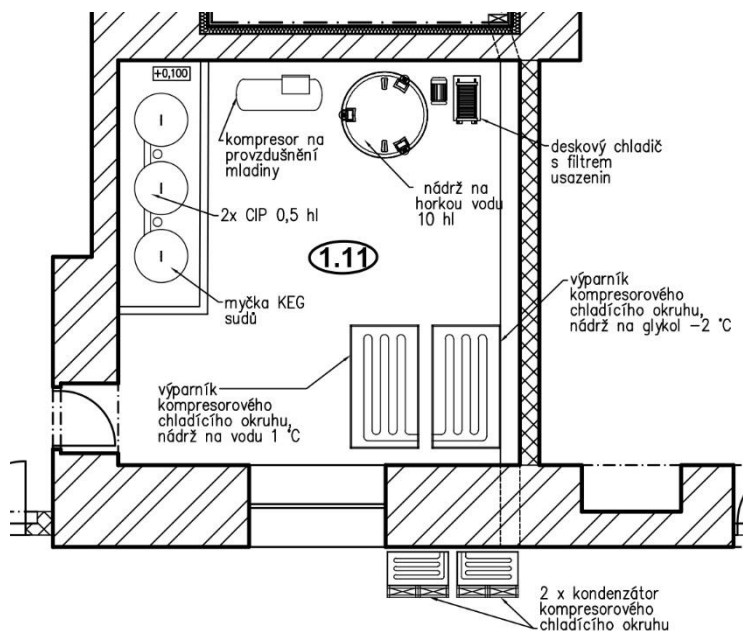 +0,100
kompresor na
provzdušnění
mladiny
deskový chladič
s filtrem
usazenin
nádrž na
horkou vodu
10 hl
2x CIP 0,5 hl
1.11
myčka KEG
sudů
výparník
kompresorového
chladícího okruhu,
nádrž na glykol −2 °C
výparník
kompresorového
chladícího okruhu,
nádrž na vodu 1 °C
2 x kondenzátor
kompresorového
chladícího okruhu